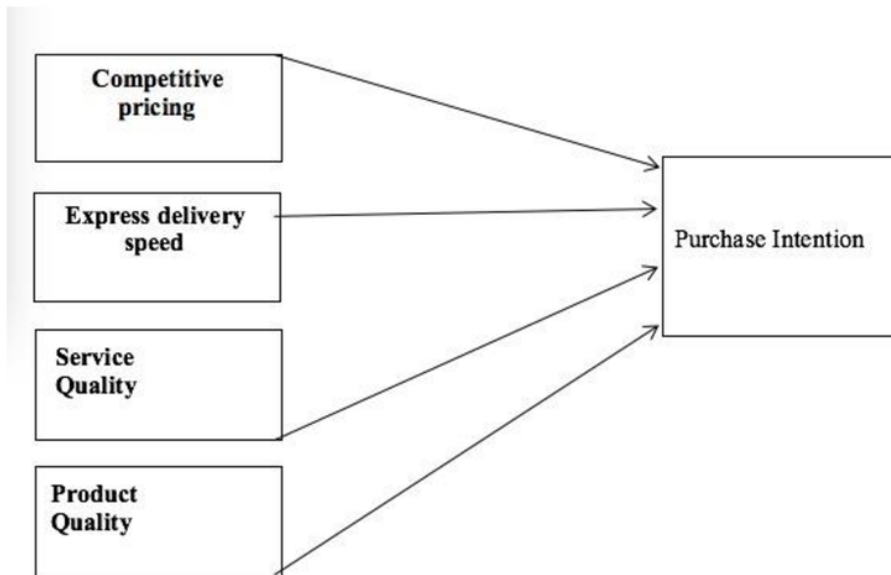 Competitive
pricing
Express delivery
speed
Purchase Intention
Service
Quality
Product
Quality